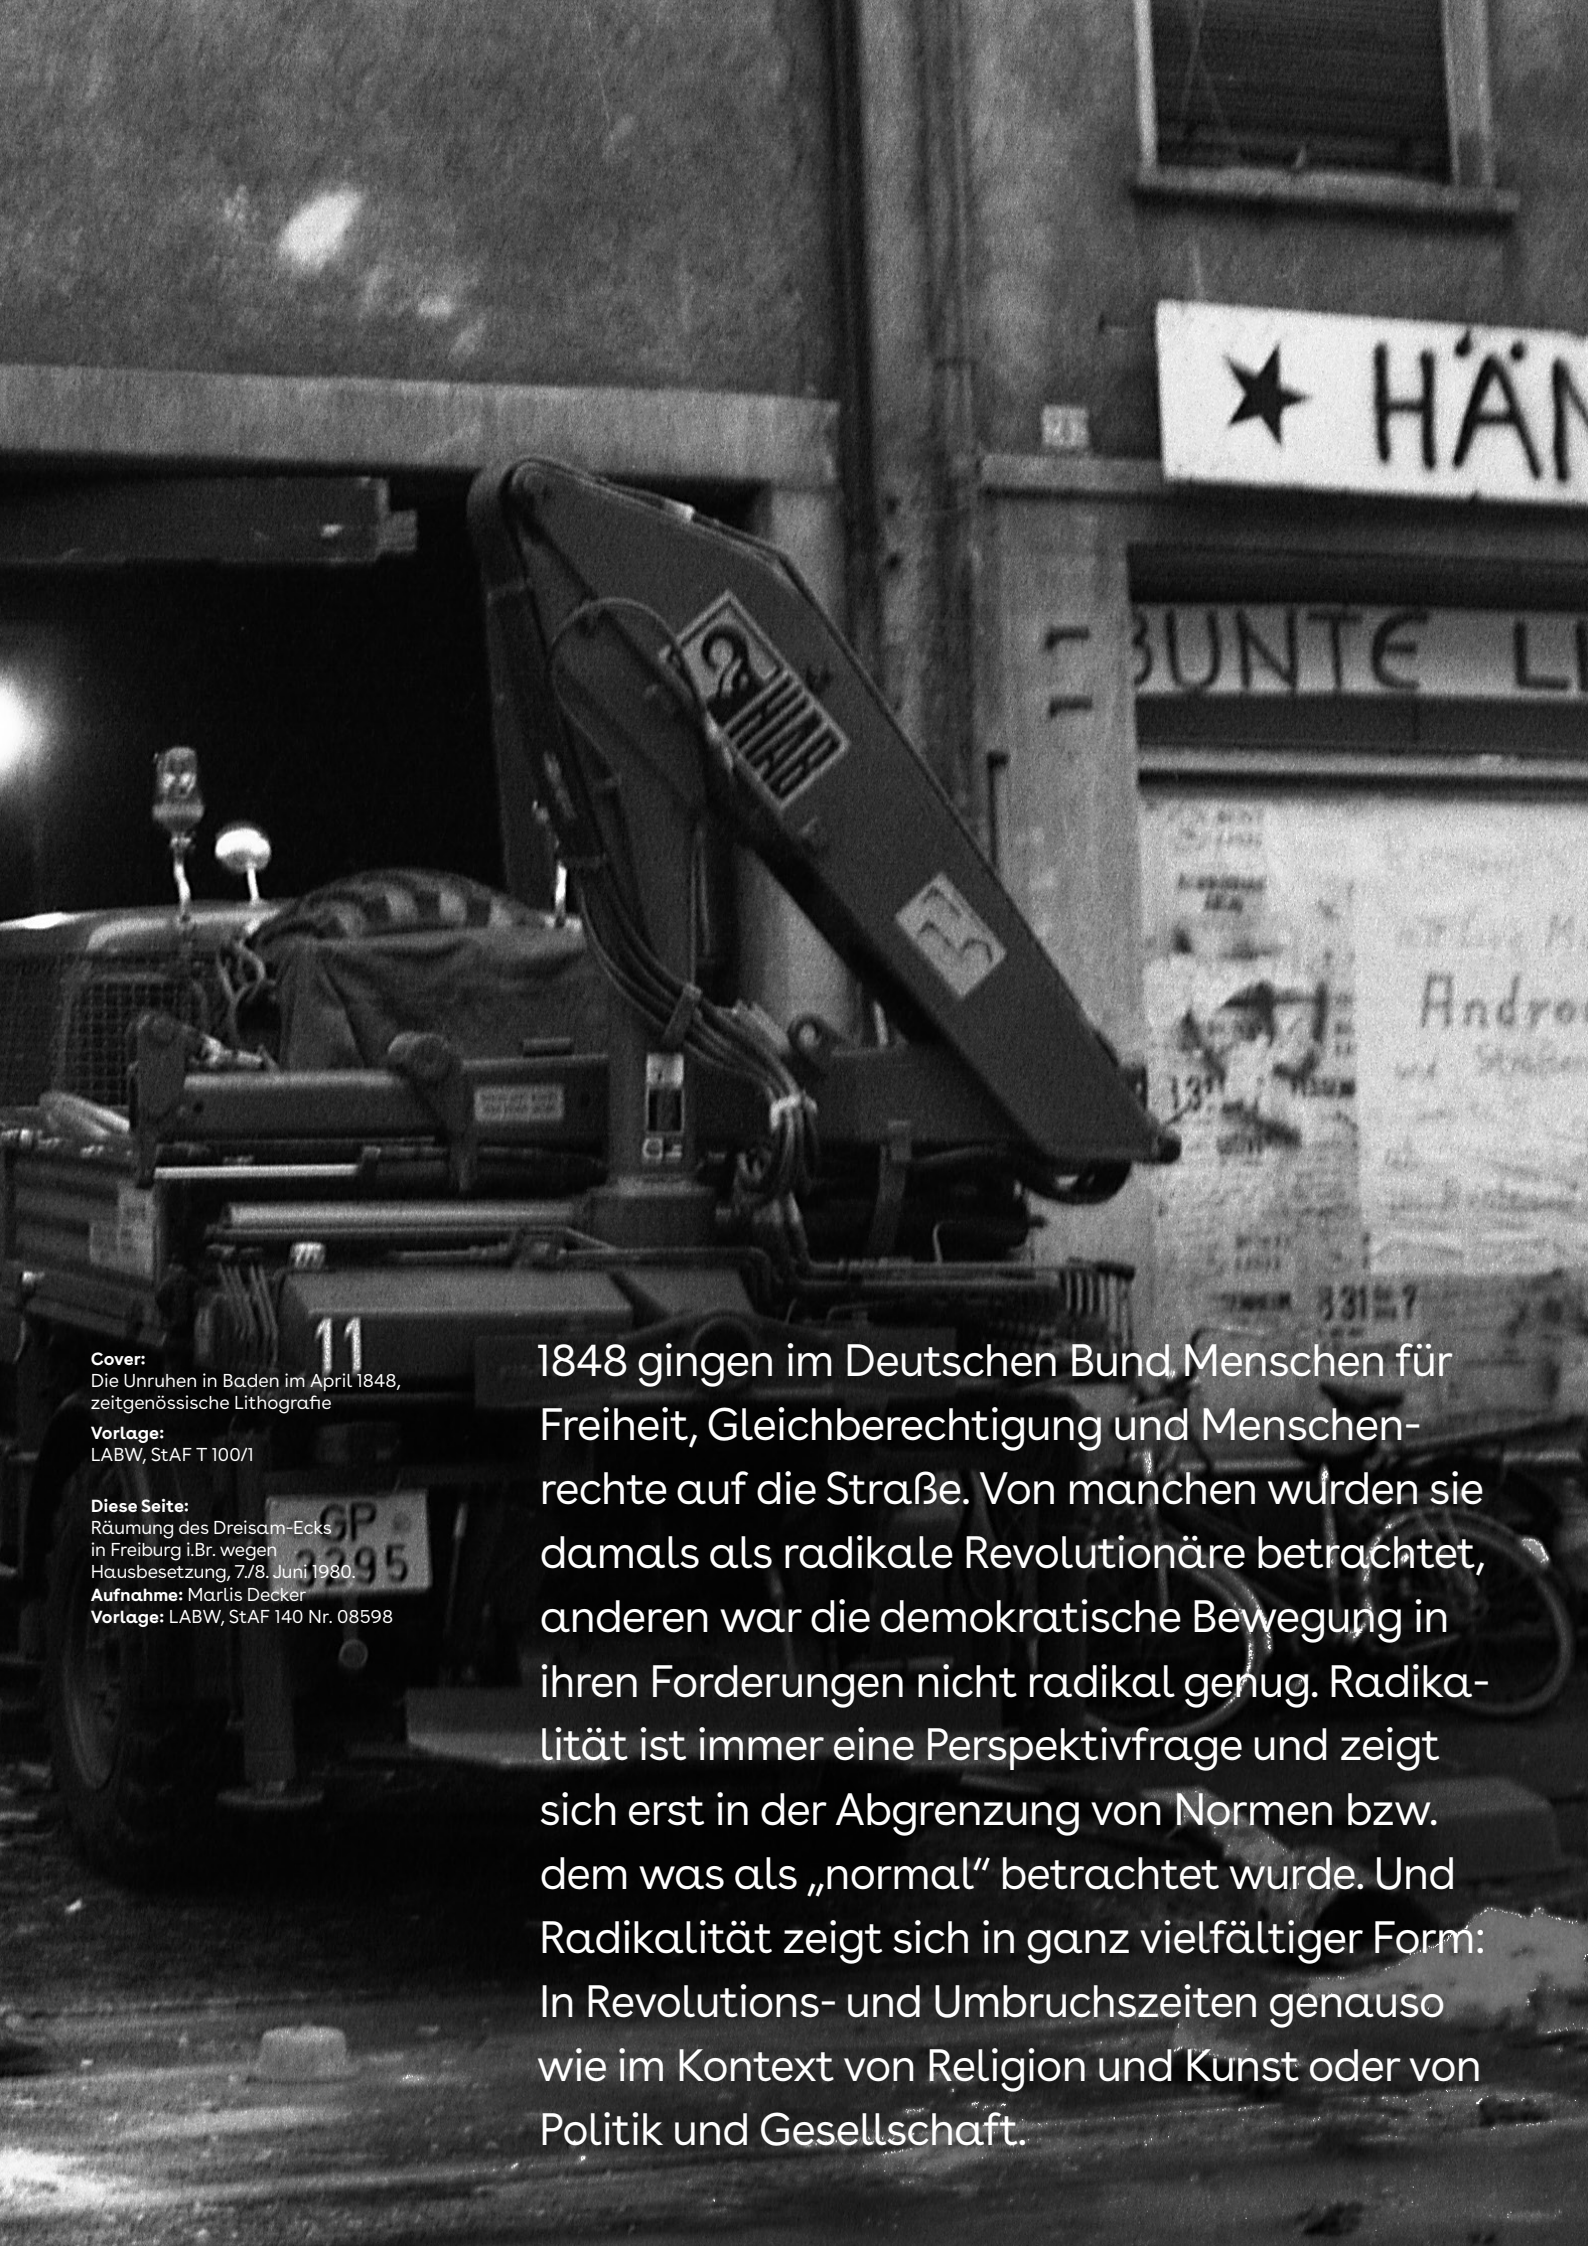 ★ HÄN
BUNTE LI
HIAB
Andro
Straßen
831 ?
11
GP
3295
Cover:
Die Unruhen in Baden im April 1848,
zeitgenössische Lithografie
Vorlage:
LABW, StAF T 100/1
Diese Seite:
Räumung des Dreisam-Ecks
in Freiburg i.Br. wegen
Hausbesetzung, 7./8. Juni 1980.
Aufnahme: Marlis Decker
Vorlage: LABW, StAF 140 Nr. 08598
1848 gingen im Deutschen Bund Menschen für
Freiheit, Gleichberechtigung und Menschen-
rechte auf die Straße. Von manchen wurden sie
damals als radikale Revolutionäre betrachtet,
anderen war die demokratische Bewegung in
ihren Forderungen nicht radikal genug. Radika-
lität ist immer eine Perspektivfrage und zeigt
sich erst in der Abgrenzung von Normen bzw.
dem was als „normal“ betrachtet wurde. Und
Radikalität zeigt sich in ganz vielfältiger Form:
In Revolutions- und Umbruchszeiten genauso
wie im Kontext von Religion und Kunst oder von
Politik und Gesellschaft.